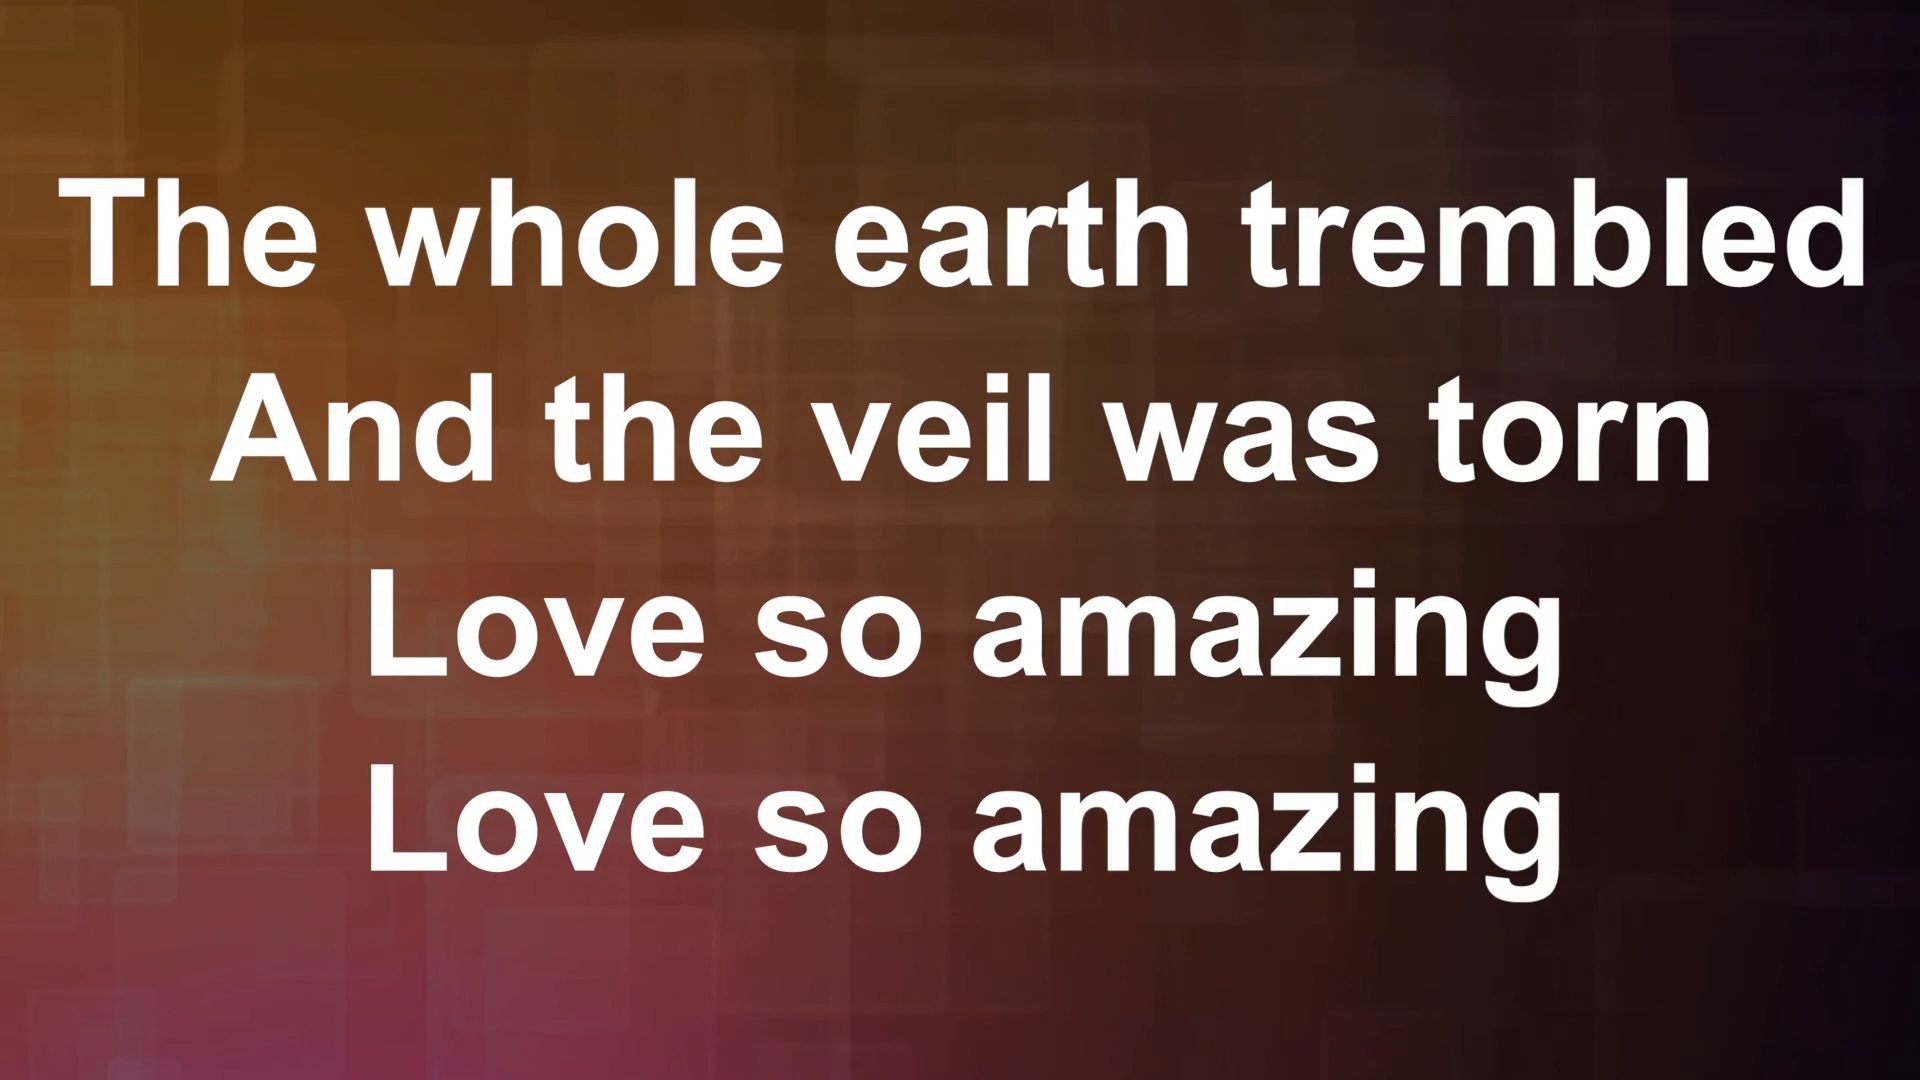 The whole earth trembled
And the veil was torn
Love so amazing
Love so amazing